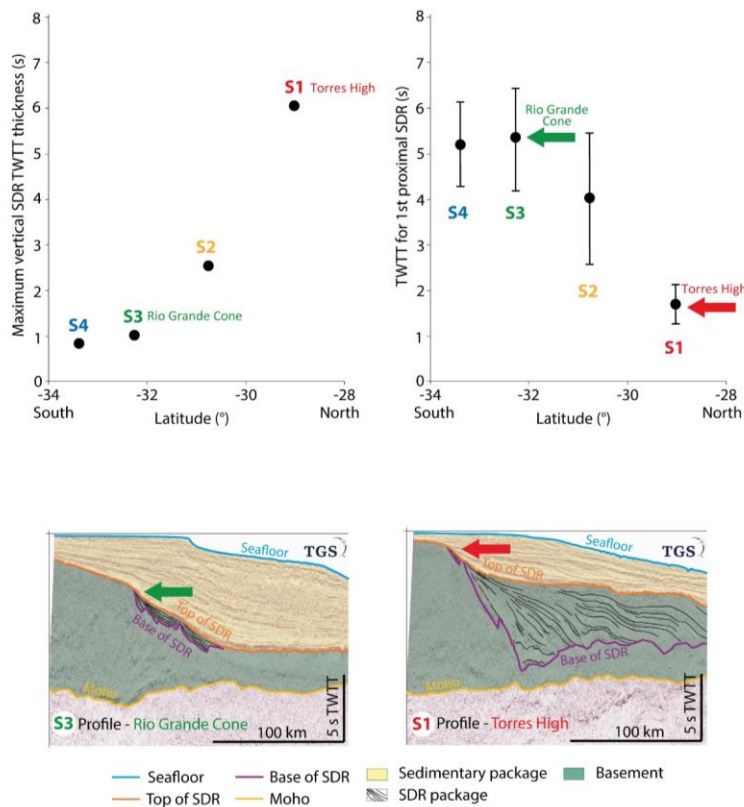 Maximum vertical SDR TWTT thickness (s)
8
7
6
5
4
3
2
1
0
S1 Torres High
S2
S3 Rio Grande Cone
S4
-34
-32
-30
-28
South
Latitude (°)
North
TWTT for 1st proximal SDR (s)
8
7
6
5
4
3
2
1
0
Rio Grande
Cone
S4
S3
S2
Torres High
S1
-34
-32
-30
-28
South
Latitude (°)
North
Seafloor
TGS
Top of SDR
Base of SDR
Moho
S3 Profile - Rio Grande Cone
100 km
5 s TWTT
Seafloor
TGS
Top of SDR
Base of SDR
Moho
S1 Profile - Torres High
100 km
5 s TWTT
Seafloor
Base of SDR
Sedimentary package
Basement
Top of SDR
Moho
SDR package